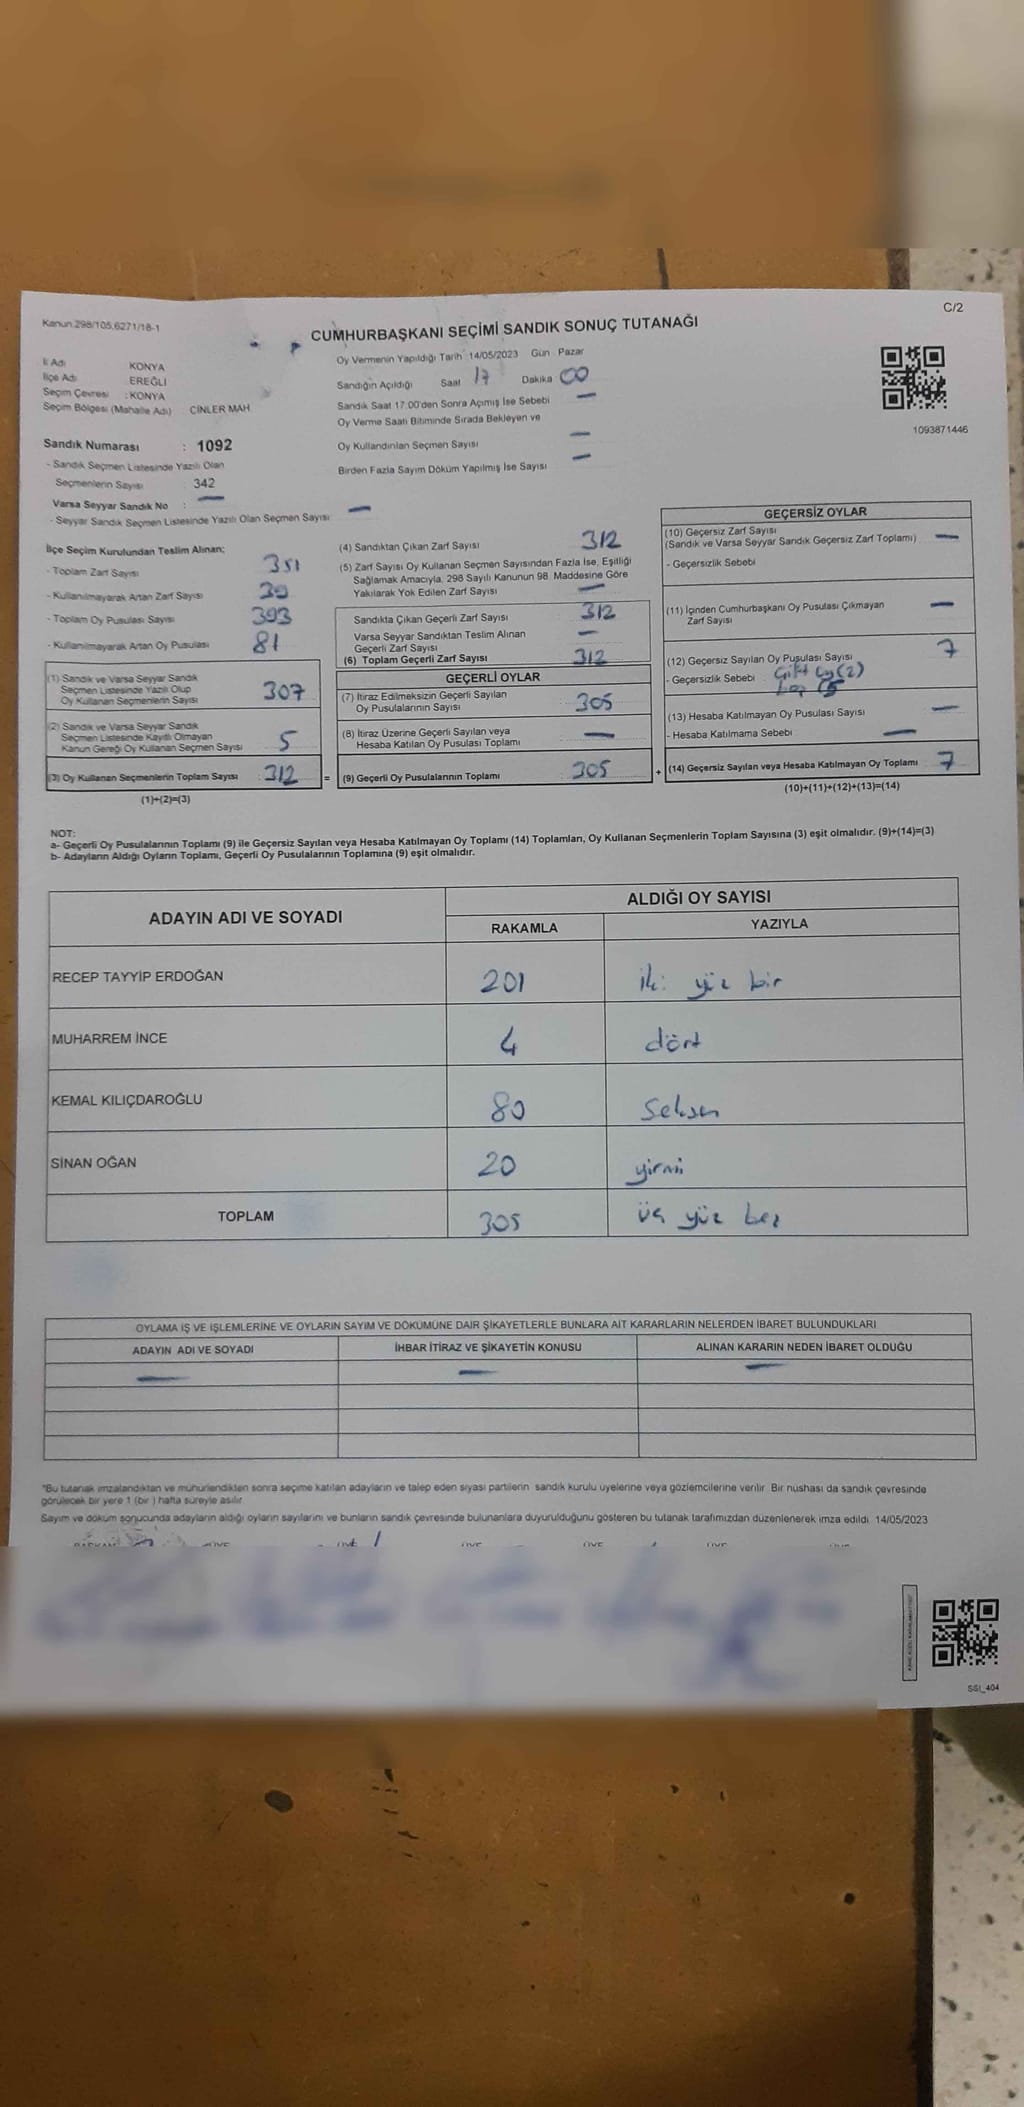 C/2
Kanun.298/105,6271/18-1
CUMHURBAŞKANI SEÇİMİ SANDIK SONUÇ TUTANAĞI
İl Adı KONYA
İlçe Adı EREĞLİ
Seçim Çevresi : KONYA
Seçim Bölgesi (Mahalle Adı) CİNLER MAH
Sandık Numarası : 1092
- Sandık Seçmen Listesinde Yazılı Olan
Seçmenlerin Sayısı 342
Varsa Seyyar Sandık No : —
- Seyyar Sandık Seçmen Listesinde Yazılı Olan Seçmen Sayısı —
Oy Vermenin Yapıldığı Tarih 14/05/2023 Gün Pazar
Sandığın Açıldığı Saat 17 Dakika 00
Sandık Saat 17:00'den Sonra Açımış İse Sebebi —
Oy Verme Saati Bitiminde Sırada Bekleyen ve
Oy Kullandırılan Seçmen Sayısı —
Birden Fazla Sayım Döküm Yapılmış İse Sayısı —
1093871446
İlçe Seçim Kurulundan Teslim Alınan;
- Toplam Zarf Sayısı 351
- Kullanılmayarak Artan Zarf Sayısı 39
- Toplam Oy Pusulası Sayısı 393
- Kullanılmayarak Artan Oy Pusulası 81
(1) Sandık ve Varsa Seyyar Sandık
Seçmen Listesinde Yazılı Olup
Oy Kullanan Seçmenlerin Sayısı 307
(2) Sandık ve Varsa Seyyar Sandık
Seçmen Listesinde Kayıtlı Olmayan
Kanun Gereği Oy Kullanan Seçmen Sayısı 5
(3) Oy Kullanan Seçmenlerin Toplam Sayısı : 312 =
(1)+(2)=(3)
(4) Sandıktan Çıkan Zarf Sayısı 312
(5) Zarf Sayısı Oy Kullanan Seçmen Sayısından Fazla İse, Eşitliği
Sağlamak Amacıyla, 298 Sayılı Kanunun 98. Maddesine Göre
Yakılarak Yok Edilen Zarf Sayısı —
Sandıkta Çıkan Geçerli Zarf Sayısı 312
Varsa Seyyar Sandıktan Teslim Alınan
Geçerli Zarf Sayısı —
(6) Toplam Geçerli Zarf Sayısı 312
GEÇERLİ OYLAR
(7) İtiraz Edilmeksizin Geçerli Sayılan
Oy Pusulalarının Sayısı 305
(8) İtiraz Üzerine Geçerli Sayılan veya
Hesaba Katılan Oy Pusulası Toplamı —
(9) Geçerli Oy Pusulalarının Toplamı 305 +
GEÇERSİZ OYLAR
(10) Geçersiz Zarf Sayısı
(Sandık ve Varsa Seyyar Sandık Geçersiz Zarf Toplamı) —
- Geçersizlik Sebebi
(11) İçinden Cumhurbaşkanı Oy Pusulası Çıkmayan
Zarf Sayısı —
(12) Geçersiz Sayılan Oy Pusulası Sayısı 7
- Geçersizlik Sebebi : Çift oy (2)
(13) Hesaba Katılmayan Oy Pusulası Sayısı —
- Hesaba Katılmama Sebebi —
(14) Geçersiz Sayılan veya Hesaba Katılmayan Oy Toplamı : 7
(10)+(11)+(12)+(13)=(14)
NOT:
a- Geçerli Oy Pusulalarının Toplamı (9) ile Geçersiz Sayılan veya Hesaba Katılmayan Oy Toplamı (14) Toplamları, Oy Kullanan Seçmenlerin Toplam Sayısına (3) eşit olmalıdır. (9)+(14)=(3)
b- Adayların Aldığı Oyların Toplamı, Geçerli Oy Pusulalarının Toplamına (9) eşit olmalıdır.
ADAYIN ADI VE SOYADI ALDIĞI OY SAYISI
RAKAMLA YAZIYLA
RECEP TAYYİP ERDOĞAN 201 iki yüz bir
MUHARREM İNCE 4 dört
KEMAL KILIÇDAROĞLU 80 Seksen
SİNAN OĞAN 20 yirmi
TOPLAM 305 üç yüz beş
OYLAMA İŞ VE İŞLEMLERİNE VE OYLARIN SAYIM VE DÖKÜMÜNE DAİR ŞİKAYETLERLE BUNLARA AİT KARARLARIN NELERDEN İBARET BULUNDUKLARI
ADAYIN ADI VE SOYADI İHBAR İTİRAZ VE ŞİKAYETİN KONUSU ALINAN KARARIN NEDEN İBARET OLDUĞU
— — —
*Bu tutanak imzalandıktan ve mühürlendikten sonra seçime katılan adayların ve talep eden siyasi partilerin sandık kurulu üyelerine veya gözlemcilerine verilir. Bir nüshası da sandık çevresinde
görülecek bir yere 1 (bir ) hafta süreyle asılır
Sayım ve döküm sonucunda adayların aldığı oyların sayılarını ve bunların sandık çevresinde bulunanlara duyurulduğunu gösteren bu tutanak tarafımızdan düzenlenerek imza edildi 14/05/2023
SSI_404